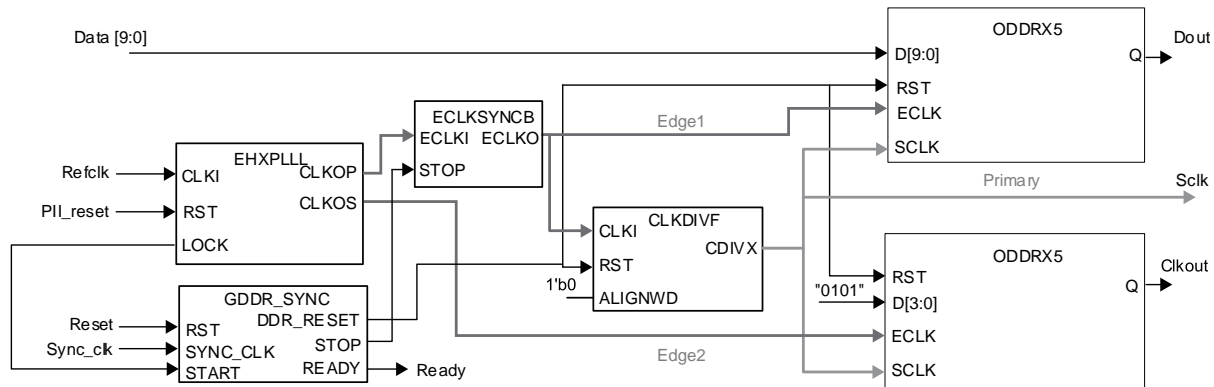 Data [9:0]
ODDRX5
D[9:0]
Q
Dout
RST
ECLK
SCLK
ECLKSYNCB
ECLKI
ECLKO
STOP
Edge1
EHXPLLL
Refclk
CLKI
CLKOP
Pll_reset
RST
CLKOS
LOCK
Primary
Sclk
CLKDIVF
CLKI
CDIVX
RST
1'b0
ALIGNWD
GDDR_SYNC
Reset
RST
DDR_RESET
Sync_clk
SYNC_CLK
STOP
START
READY
Ready
Edge2
ODDRX5
RST
Q
Clkout
"0101"
D[3:0]
ECLK
SCLK